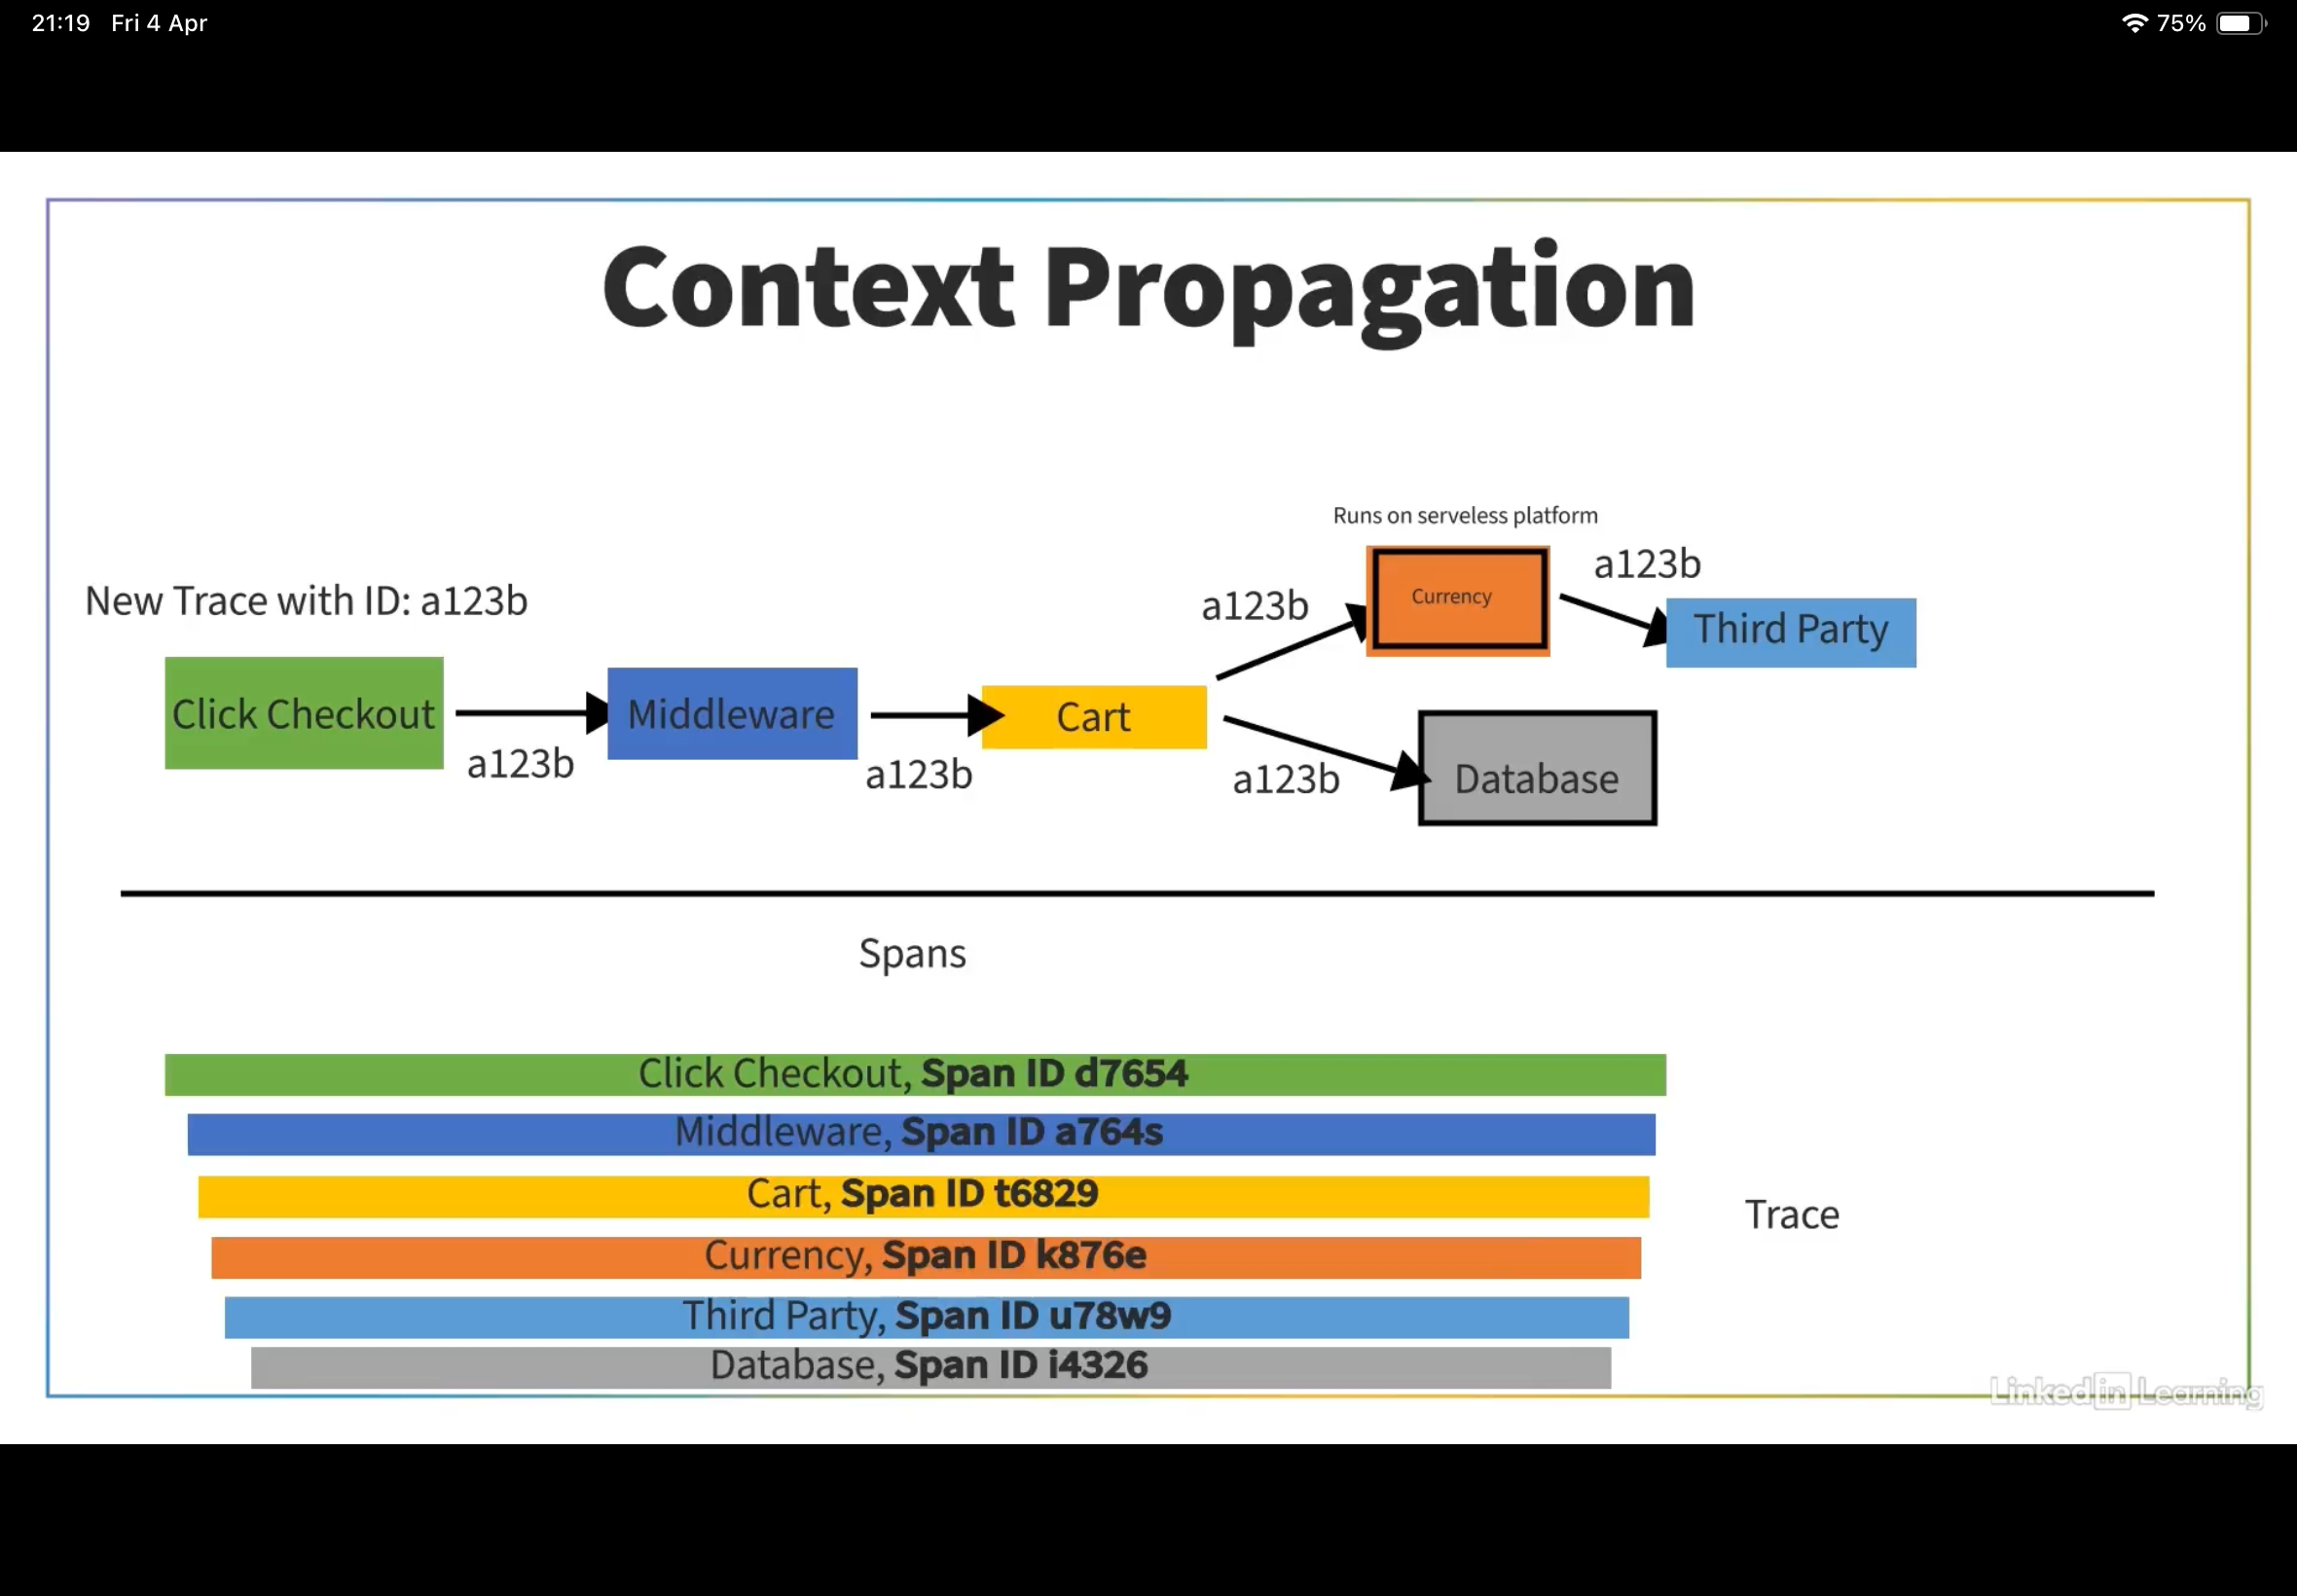 21:19 Fri 4 Apr
75%
Context Propagation
Runs on serveless platform
a123b
New Trace with ID: a123b
a123b
Currency
Third Party
Click Checkout
Middleware
Cart
a123b
a123b
a123b
Database
Spans
Click Checkout, Span ID d7654
Middleware, Span ID a764s
Cart, Span ID t6829
Trace
Currency, Span ID k876e
Third Party, Span ID u78w9
Database, Span ID i4326
Linked in Learning